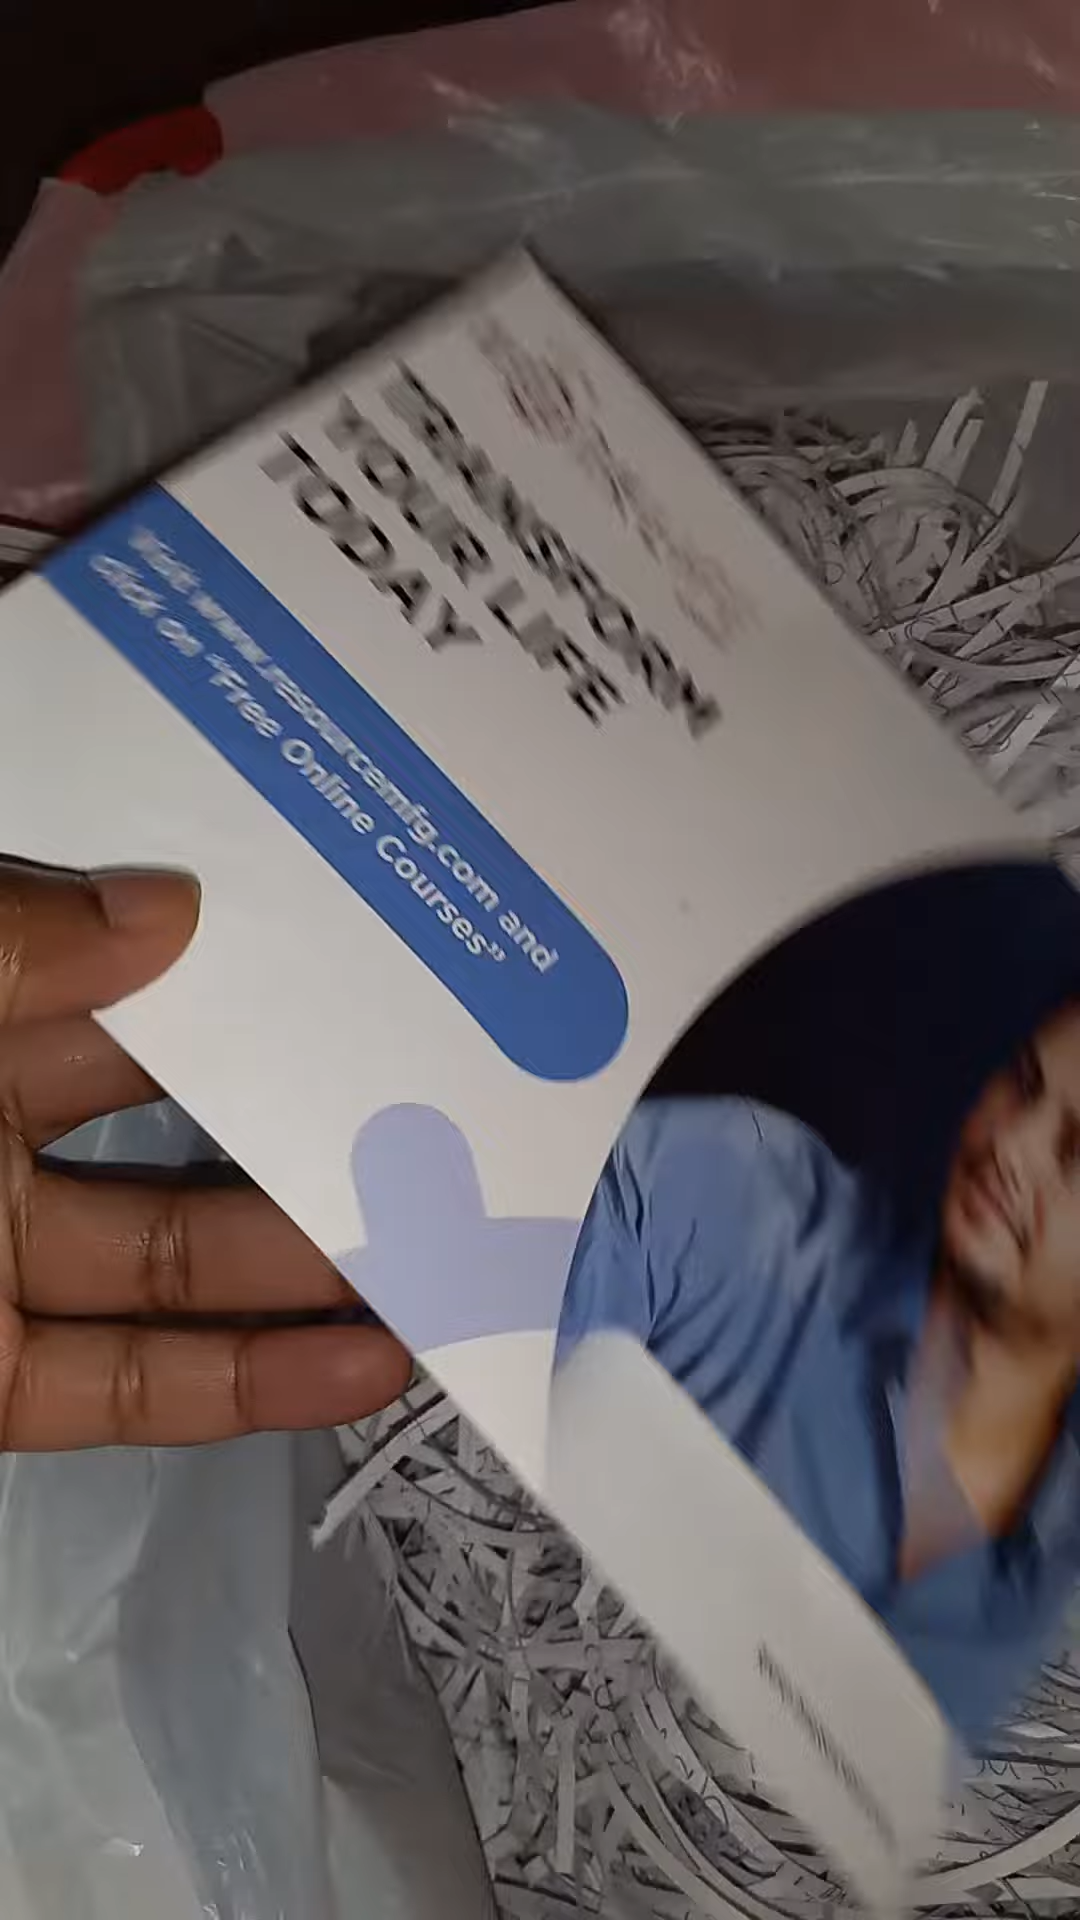 TRANSFORM
YOUR LIFE
TODAY
Visit www.resourcemfg.com and
click on "Free Online Courses”